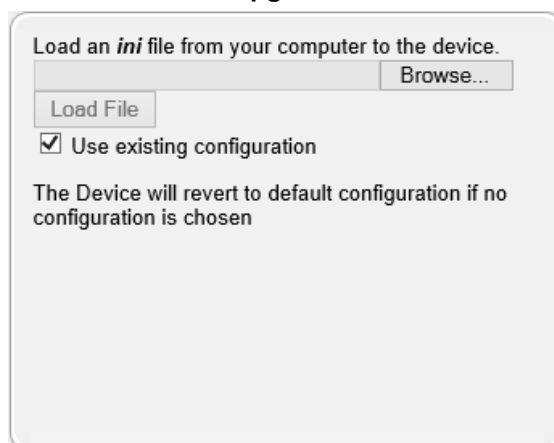 Load an ini file from your computer to the device.
Browse...
Load File
Use existing configuration
The Device will revert to default configuration if no
configuration is chosen